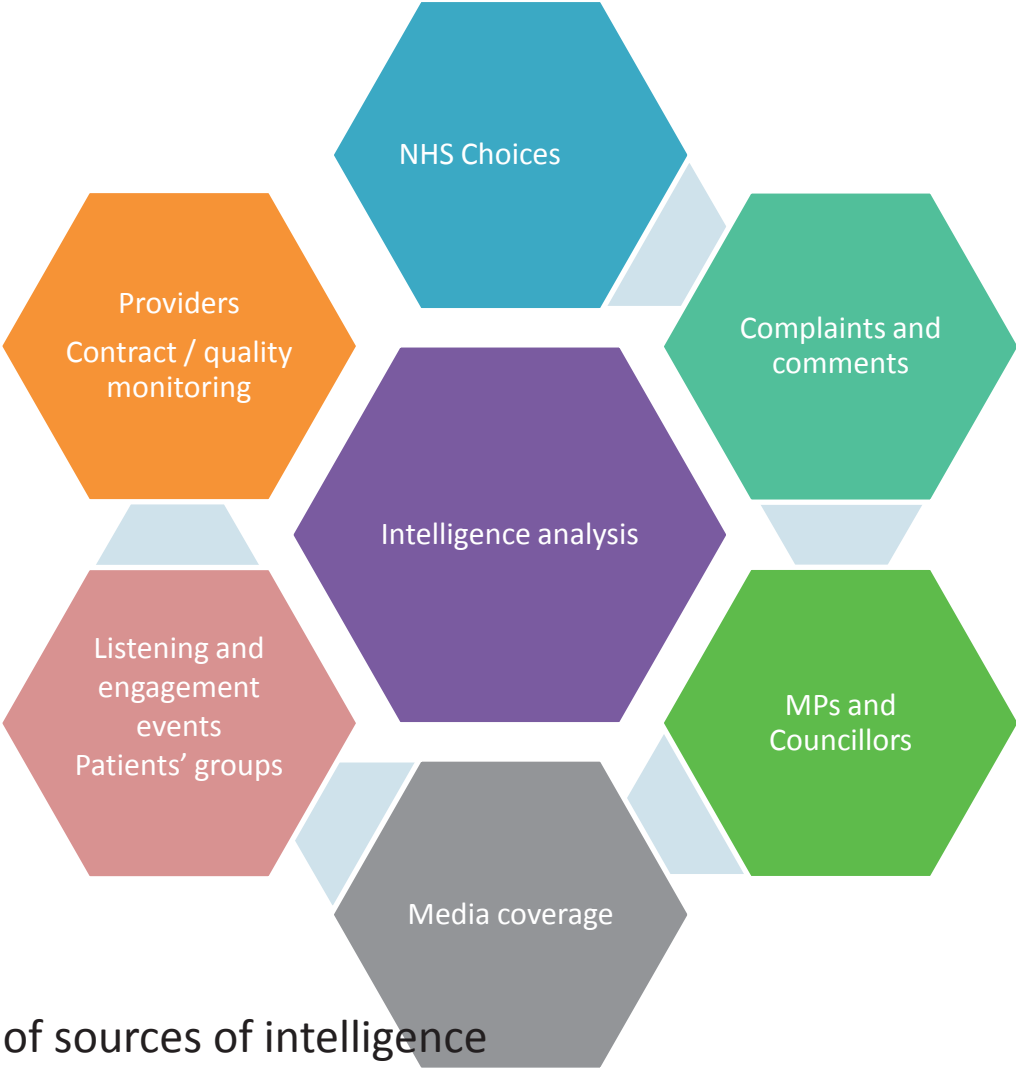 NHS Choices
Providers
Contract / quality
monitoring
Complaints and
comments
Intelligence analysis
Listening and
engagement
events
Patients’ groups
MPs and
Councillors
Media coverage
of sources of intelligence